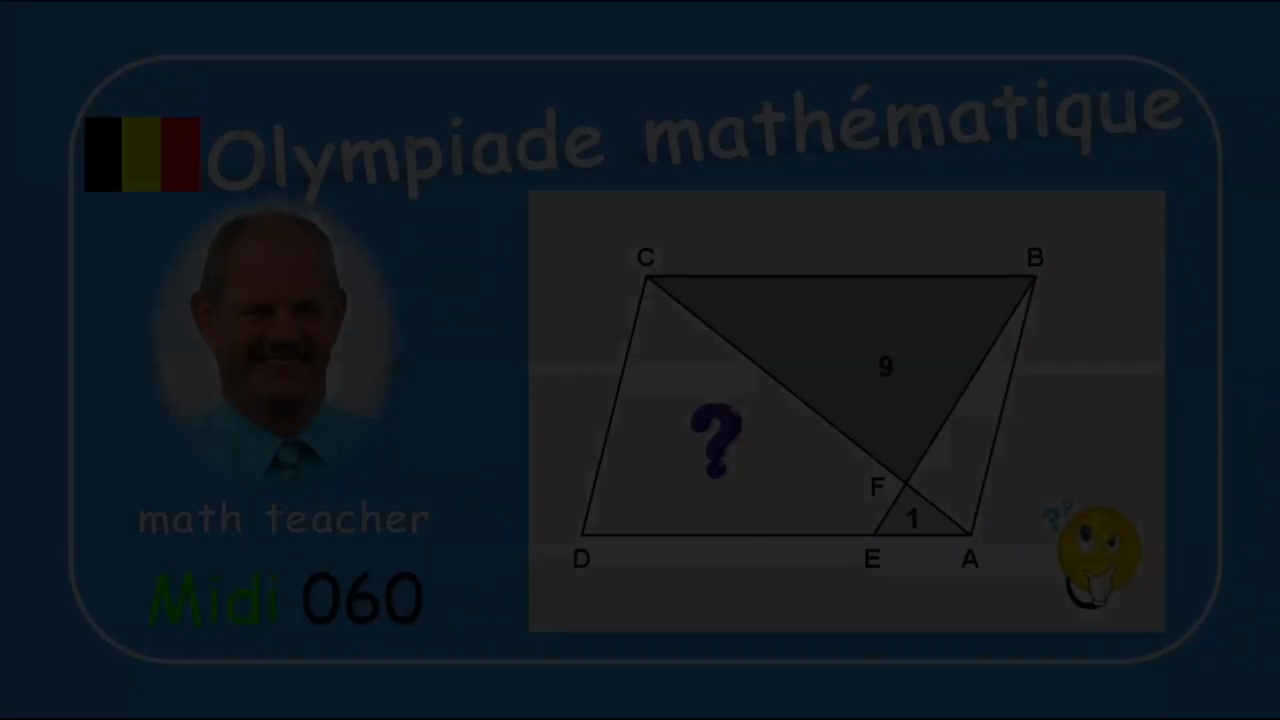 Olympiade mathématique
C B
9
?
F
1
D E A
??
math teacher
Midi 060